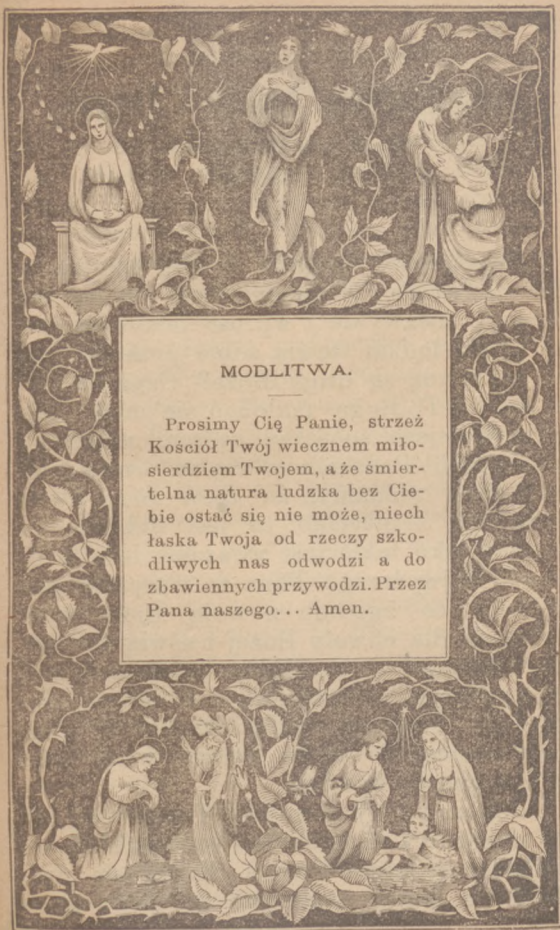 MODLITWA.
Prosimy Cię Panie, strzeż
Kościół Twój wiecznem miło-
sierdziem Twojem, a że śmier-
telna natura ludzka bez Cie-
bie ostać się nie może, niech
łaska Twoja od rzeczy szko-
dliwych nas odwodzi a do
zbawiennych przywodzi. Przez
Pana naszego... Amen.